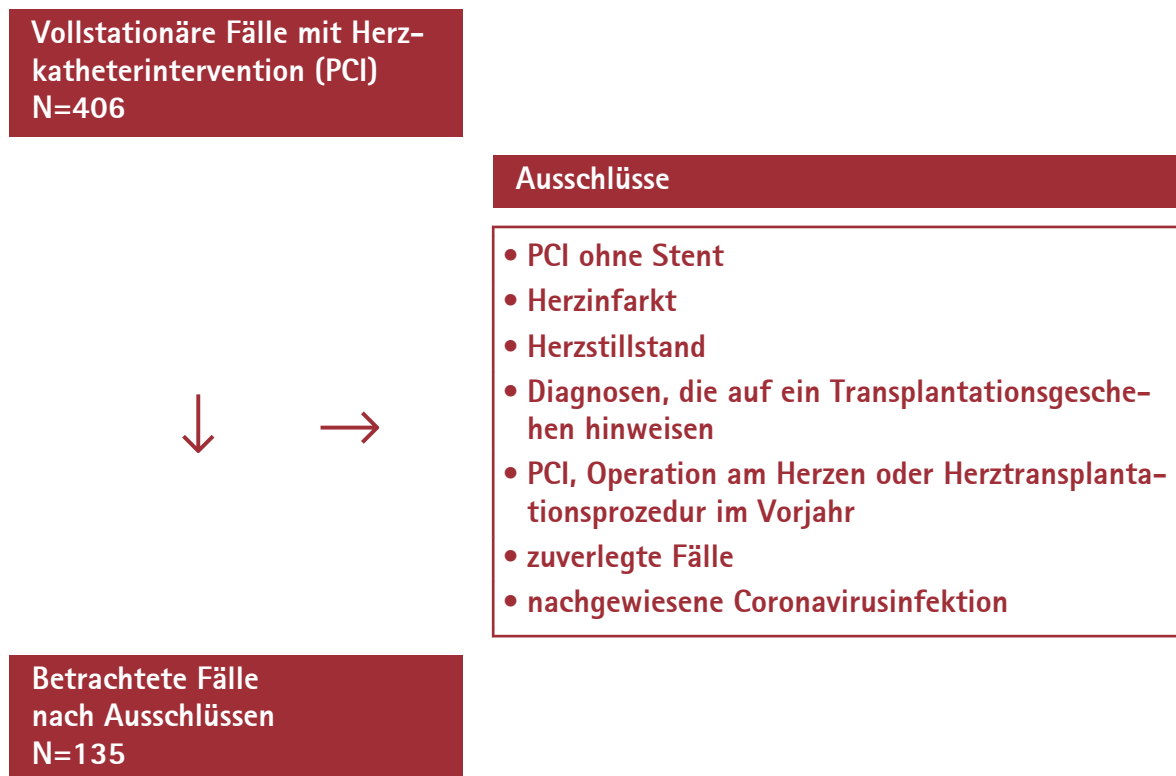 Vollstationäre Fälle mit Herz-
katheterintervention (PCI)
N=406
Ausschlüsse
• PCI ohne Stent
• Herzinfarkt
• Herzstillstand
• Diagnosen, die auf ein Transplantationsgesche-
hen hinweisen
• PCI, Operation am Herzen oder Herztransplanta-
tionsprozedur im Vorjahr
• zuverlegte Fälle
• nachgewiesene Coronavirusinfektion
Betrachtete Fälle
nach Ausschlüssen
N=135